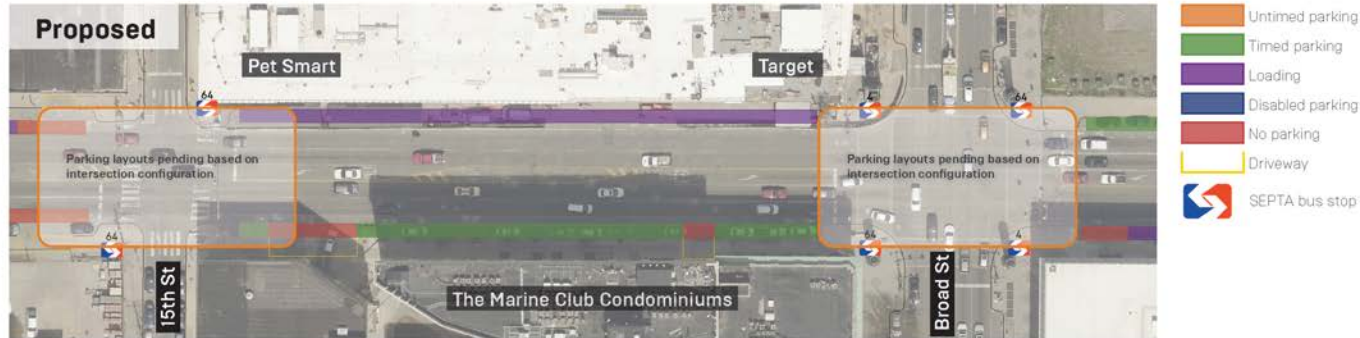 Proposed
Pet Smart
Target
64
4
64
Parking layouts pending based on
intersection configuration
Parking layouts pending based on
intersection configuration
64
64
4
15th St
The Marine Club Condominiums
Broad St
Untimed parking
Timed parking
Loading
Disabled parking
No parking
Driveway
SEPTA bus stop